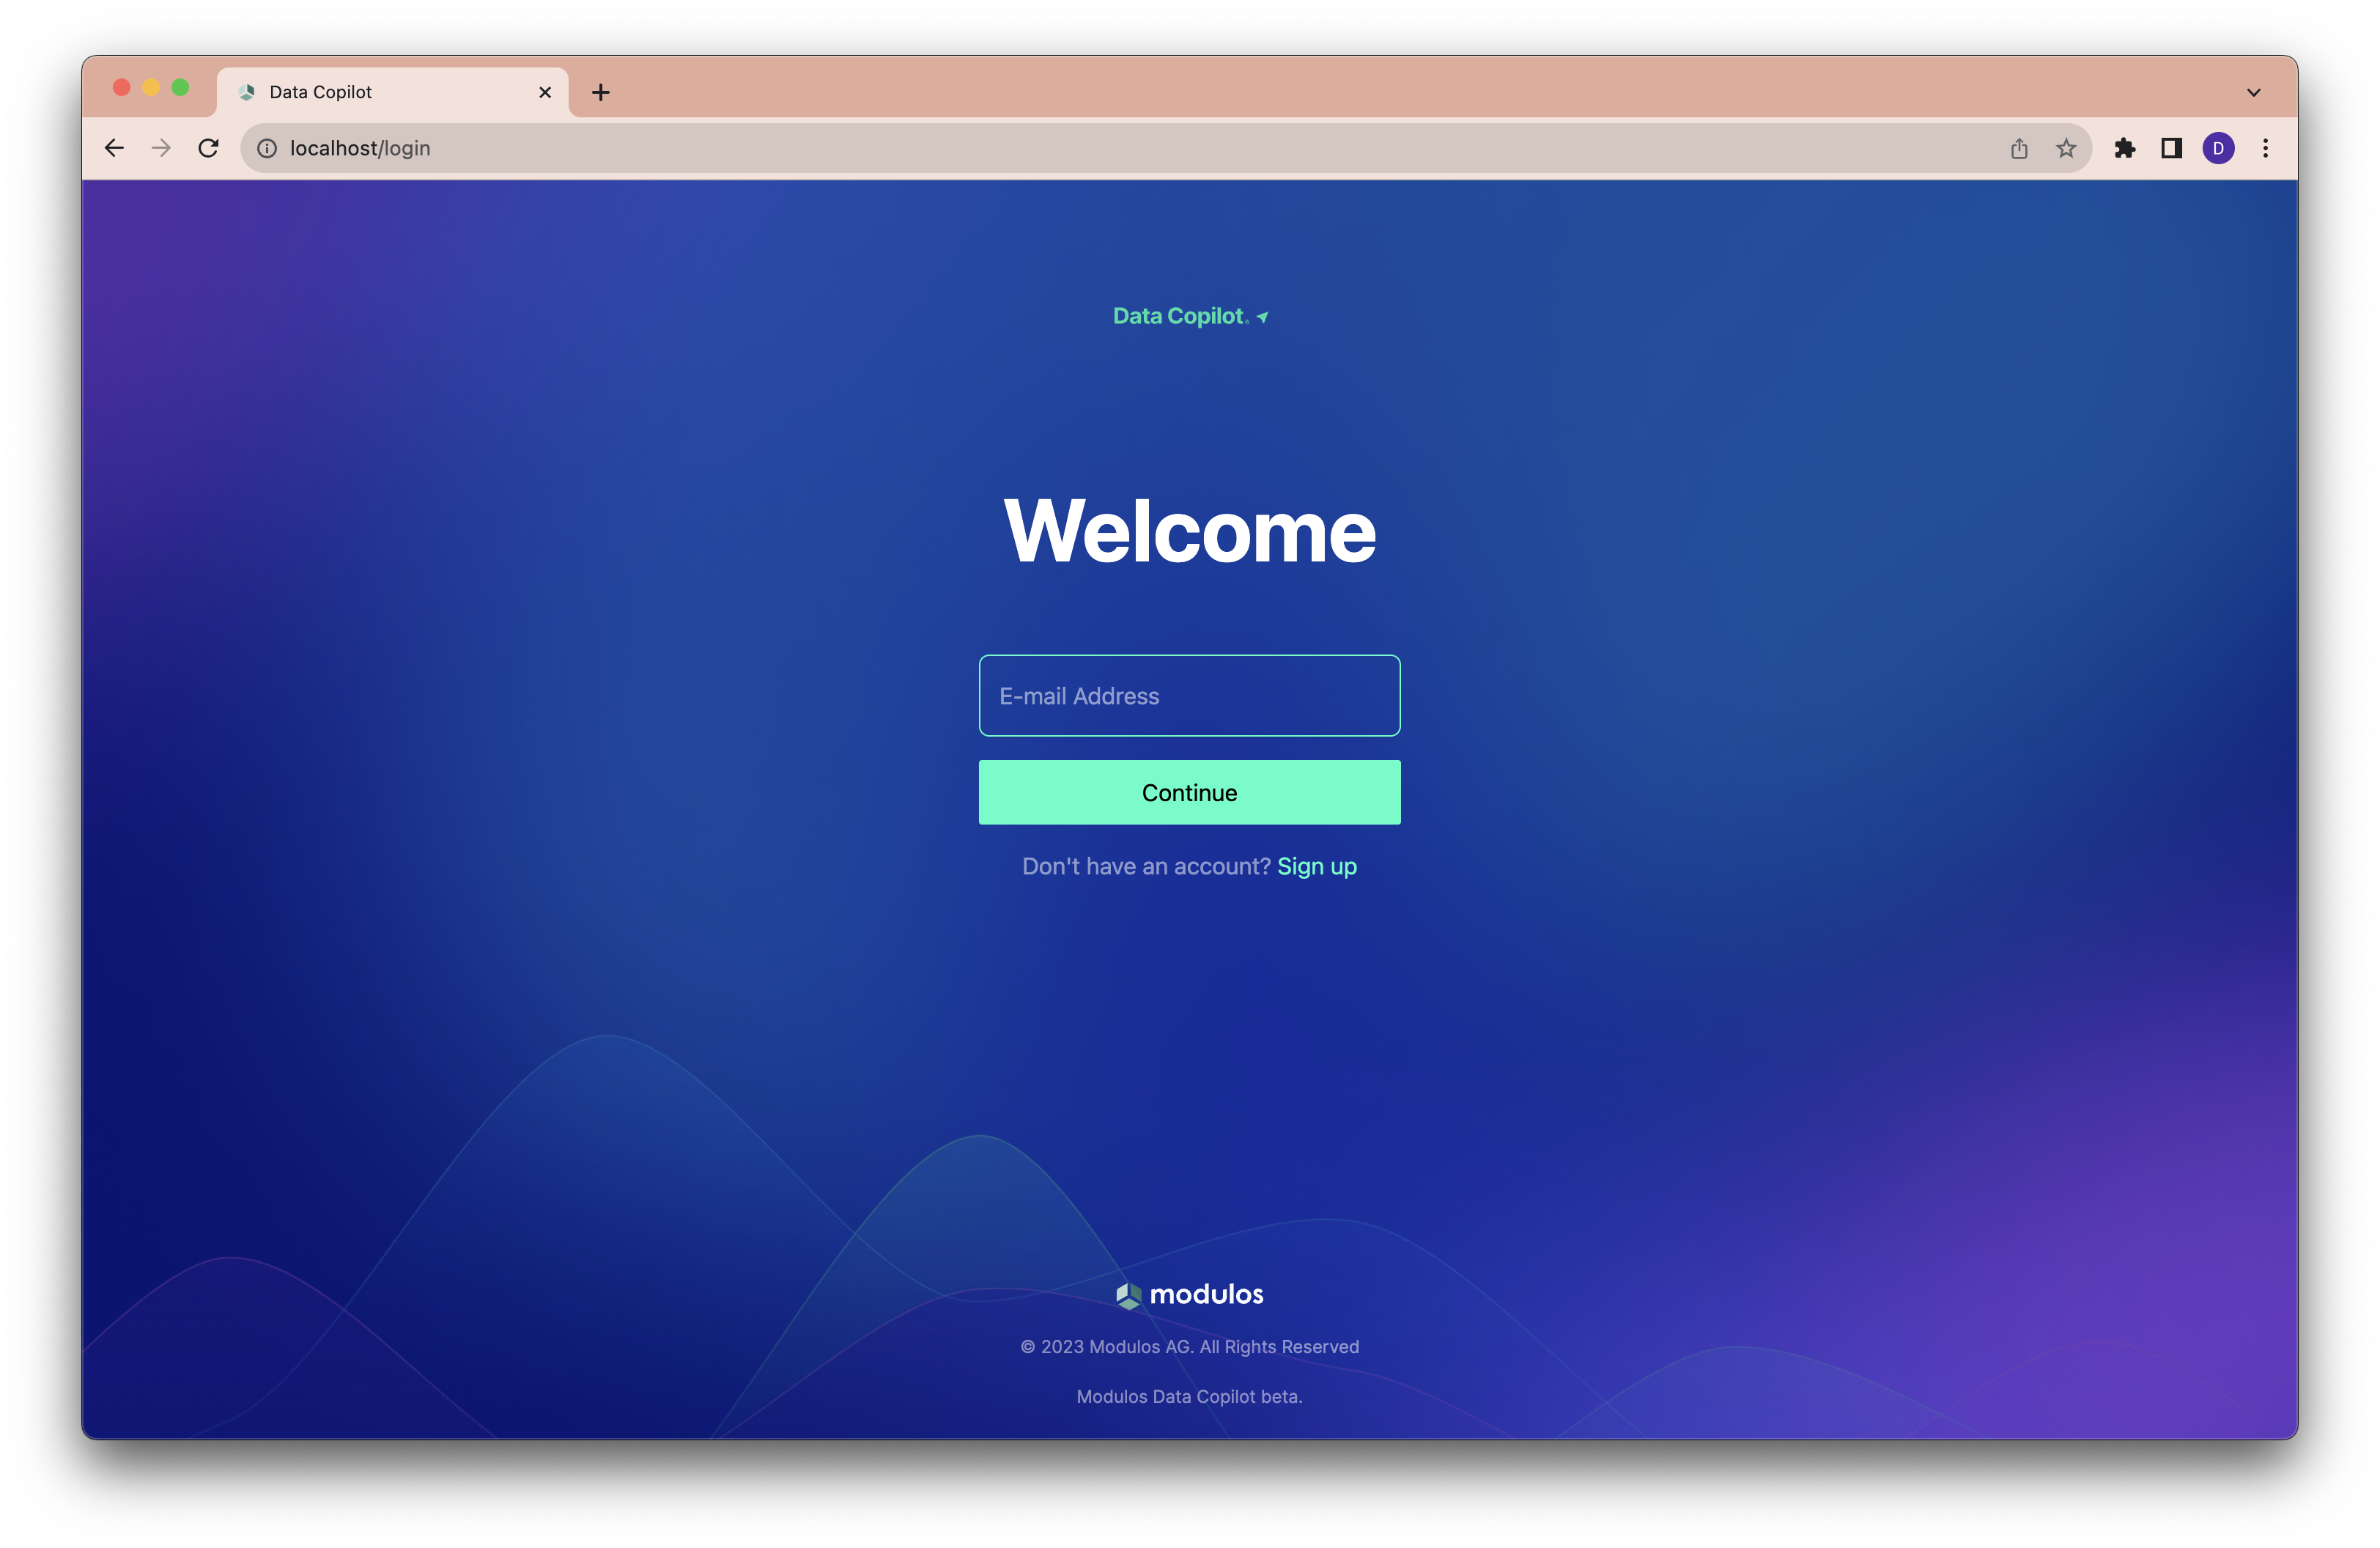 Data Copilot
localhost/login
D
Data Copilot
Welcome
E-mail Address
Continue
Don't have an account? Sign up
modulos
© 2023 Modulos AG. All Rights Reserved
Modulos Data Copilot beta.